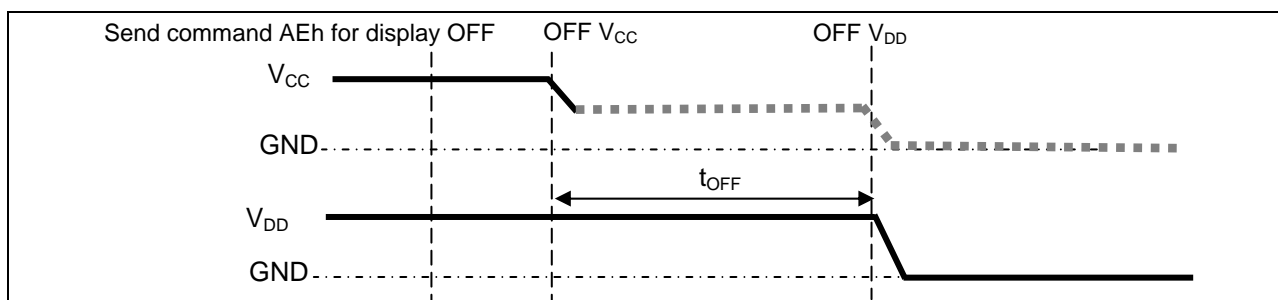 Send command AEh for display OFF OFF VCC OFF VDD
VCC
GND
tOFF
VDD
GND